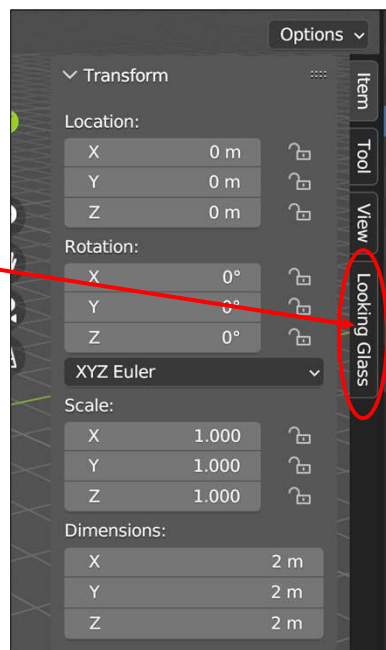 Options
Transform
Item
Location:
X 0 m
Y 0 m
Z 0 m
Tool
View
Rotation:
X 0°
Y 0°
Z 0°
Looking Glass
XYZ Euler
Scale:
X 1.000
Y 1.000
Z 1.000
Dimensions:
X 2 m
Y 2 m
Z 2 m